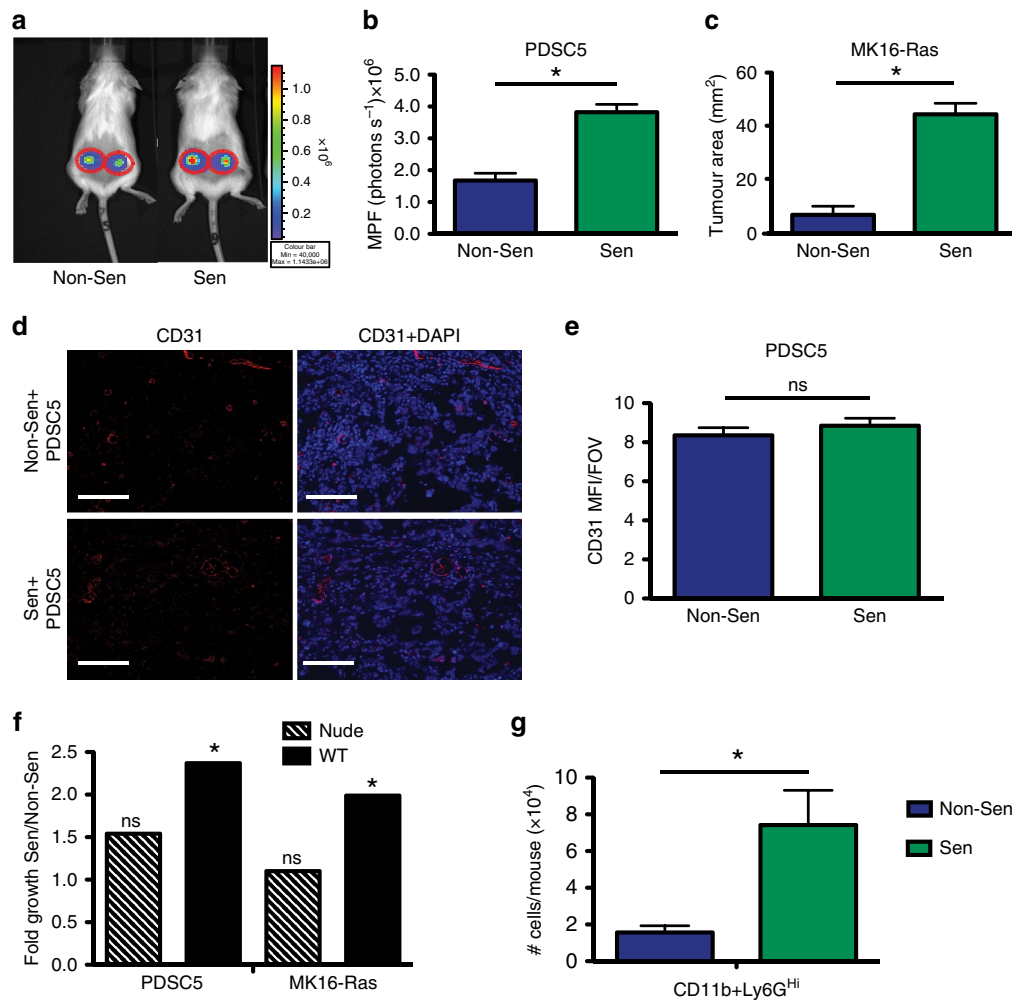 a
1.0
0.8
0.6
0.4
0.2
×10⁶
Colour bar
Min = 40,000
Max = 1.1433e+06
Non-Sen
Sen
b
PDSC5
*
MPF (photons s⁻¹)×10⁶
5.0
4.0
3.0
2.0
1.0
0.0
Non-Sen
Sen
c
MK16-Ras
*
Tumour area (mm²)
60
40
20
0
Non-Sen
Sen
d
CD31
CD31+DAPI
Non-Sen+
PDSC5
Sen+
PDSC5
e
PDSC5
ns
CD31 MFI/FOV
10
8
6
4
2
0
Non-Sen
Sen
f
Nude
WT
Fold growth Sen/Non-Sen
2.5
2.0
1.5
1.0
0.5
0.0
ns
*
ns
*
PDSC5
MK16-Ras
g
*
# cells/mouse (×10⁴)
10
8
6
4
2
0
CD11b+Ly6G^Hi
Non-Sen
Sen